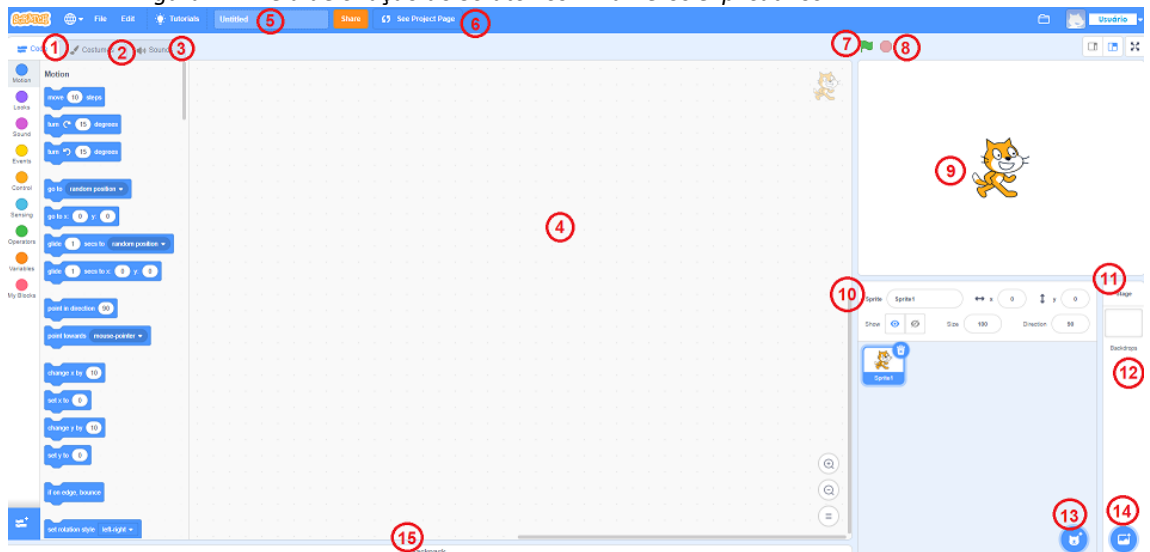 SCRATCH File Edit Tutorials Untitled 5 Share See Project Page 6 Usuário
1 Costumes 2 Sounds 3 7 8
Motion
Motion
Looks
Sound
Events
Control
Sensing
Operators
Variables
My Blocks
move 10 steps
turn 15 degrees
turn 15 degrees
go to random position
go to x: 0 y: 0
glide 1 secs to random position
glide 1 secs to x: 0 y: 0
point in direction 90
point towards mouse-pointer
change x by 10
set x to 0
change y by 10
set y to 0
if on edge, bounce
set rotation style left-right
4
9
10 Sprite Sprite1 x 0 y 0
Show Size 100 Direction 90
Sprite1
11
Backdrops
12
13
14
15